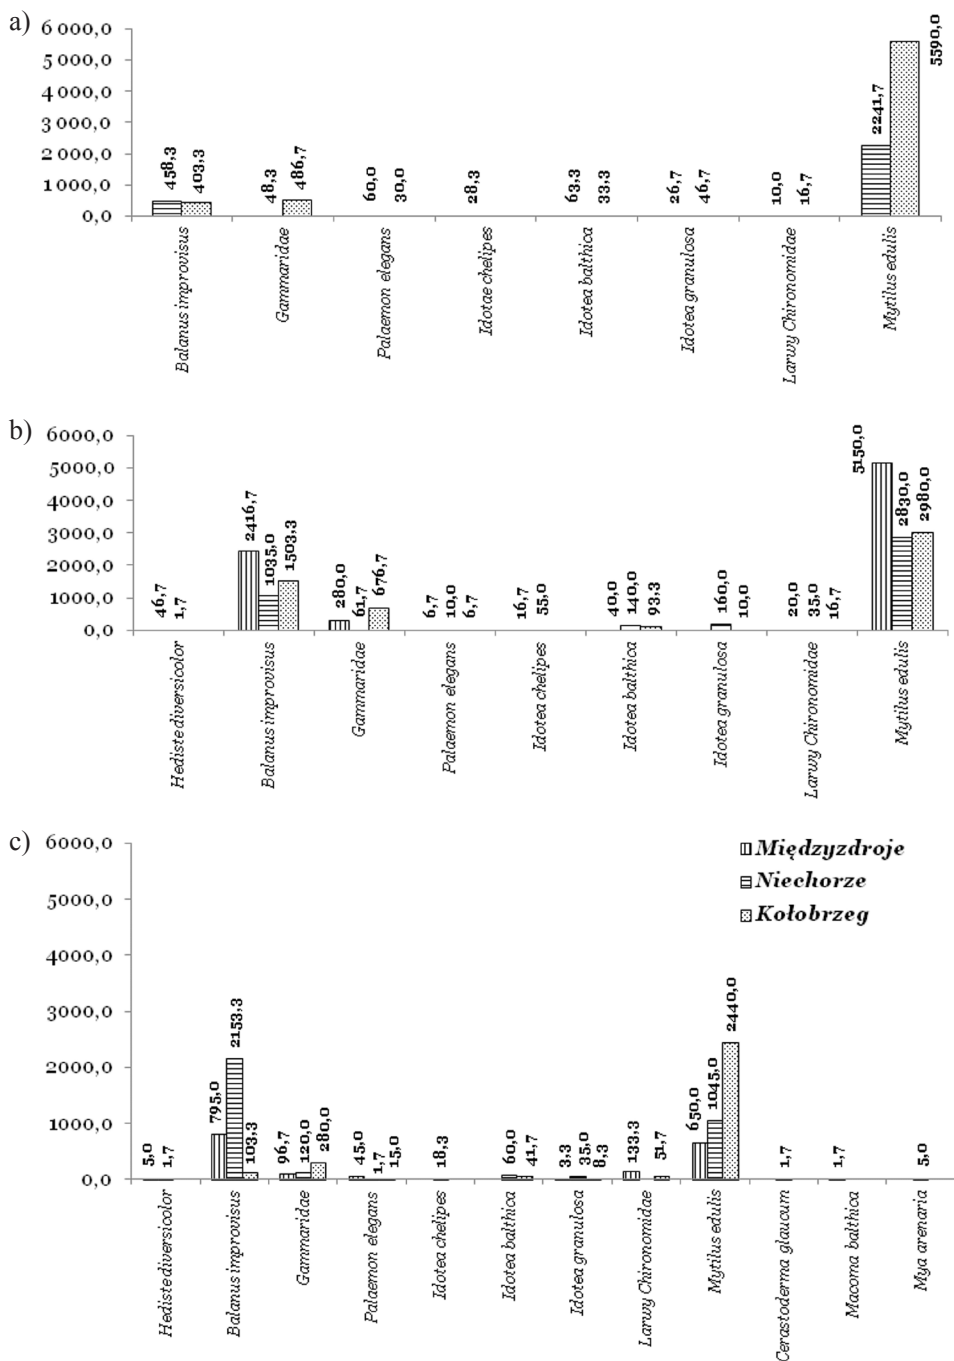 a)
6 000,0
5 000,0
4 000,0
3 000,0
2 000,0
1 000,0
0,0
458,3
403,3
48,3
486,7
60,0
30,0
28,3
63,3
33,3
26,7
46,7
10,0
16,7
2241,7
5590,0
Balanus improvisus
Gammaridae
Palaemon elegans
Idotae chelipes
Idotea balthica
Idotea granulosa
Larwy Chironomidae
Mytilus edulis
b)
6000,0
5000,0
4000,0
3000,0
2000,0
1000,0
0,0
46,7
1,7
2416,7
1035,0
1503,3
280,0
61,7
676,7
6,7
10,0
6,7
16,7
55,0
40,0
140,0
93,3
160,0
10,0
20,0
35,0
16,7
5150,0
2830,0
2980,0
Hediste diversicolor
Balanus improvisus
Gammaridae
Palaemon elegans
Idotea chelipes
Idotea balthica
Idotea granulosa
Larwy Chironomidae
Mytilus edulis
c)
6000,0
5000,0
4000,0
3000,0
2000,0
1000,0
0,0
Międzyzdroje
Niechorze
Kołobrzeg
5,0
1,7
795,0
2153,3
103,3
96,7
120,0
280,0
45,0
1,7
15,0
18,3
60,0
41,7
3,3
35,0
8,3
133,3
51,7
650,0
1045,0
2440,0
1,7
1,7
5,0
Hediste diversicolor
Balanus improvisus
Gammaridae
Palaemon elegans
Idotea chelipes
Idotea balthica
Idotea granulosa
Larwy Chironomidae
Mytilus edulis
Cerastoderma glaucum
Macoma balthica
Mya arenaria